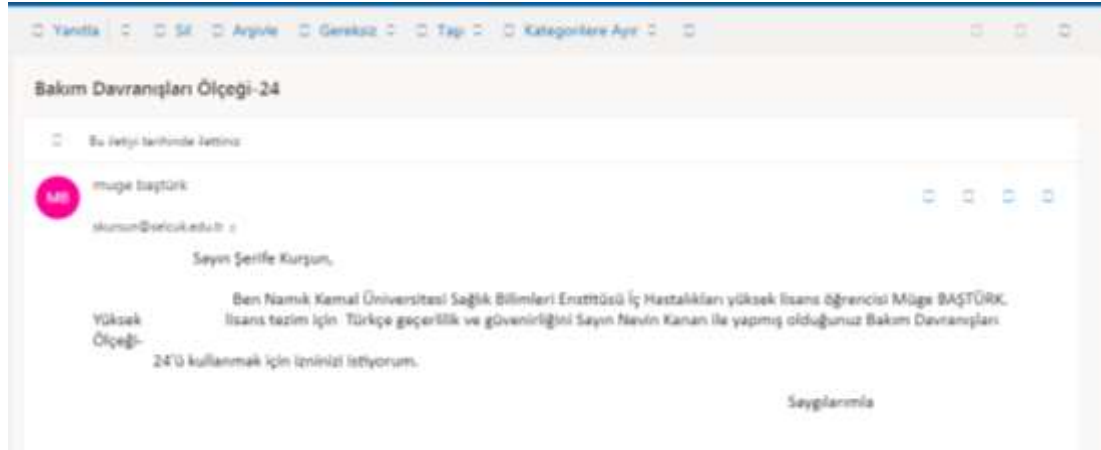 Yanıtla Sil Arşivle Gereksiz Taşı Kategorilere Ayır
Bakım Davranışları Ölçeği-24
Bu iletiyi tarihinde ilettiniz
MB
muge baştürk
skursun@selcuk.edu.tr
Sayın Şerife Kurşun,
Ben Namık Kemal Üniversitesi Sağlık Bilimleri Enstitüsü İç Hastalıkları yüksek lisans öğrencisi Müge BAŞTÜRK.
Yüksek lisans tezim için Türkçe geçerlilik ve güvenirliğini Sayın Nevin Kanan ile yapmış olduğunuz Bakım Davranışları
Ölçeği-
24'ü kullanmak için izninizi istiyorum.
Saygılarımla